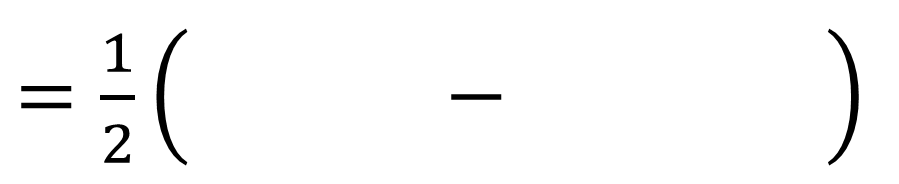 = 1/2 ( − )